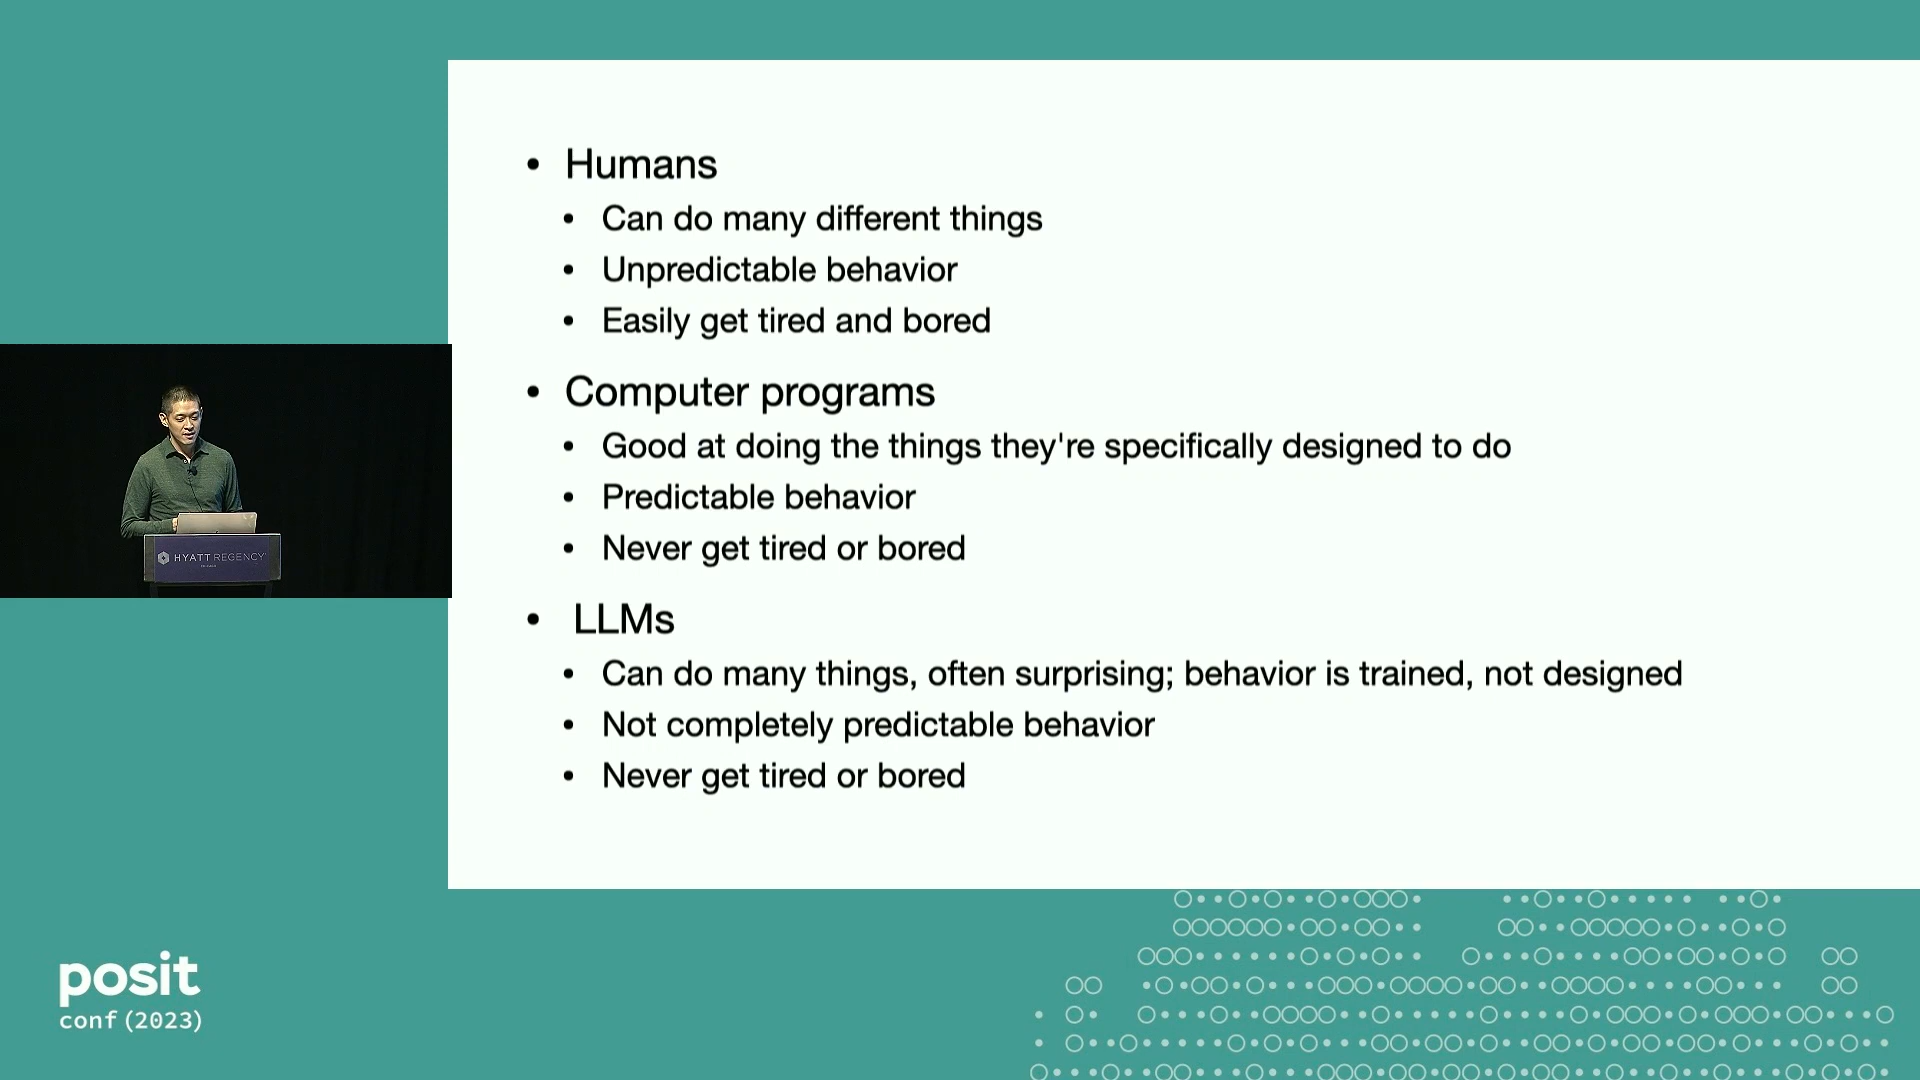 • Humans
• Can do many different things
• Unpredictable behavior
• Easily get tired and bored
• Computer programs
• Good at doing the things they're specifically designed to do
• Predictable behavior
• Never get tired or bored
• LLMs
• Can do many things, often surprising; behavior is trained, not designed
• Not completely predictable behavior
• Never get tired or bored
HYATT REGENCY
posit
conf (2023)